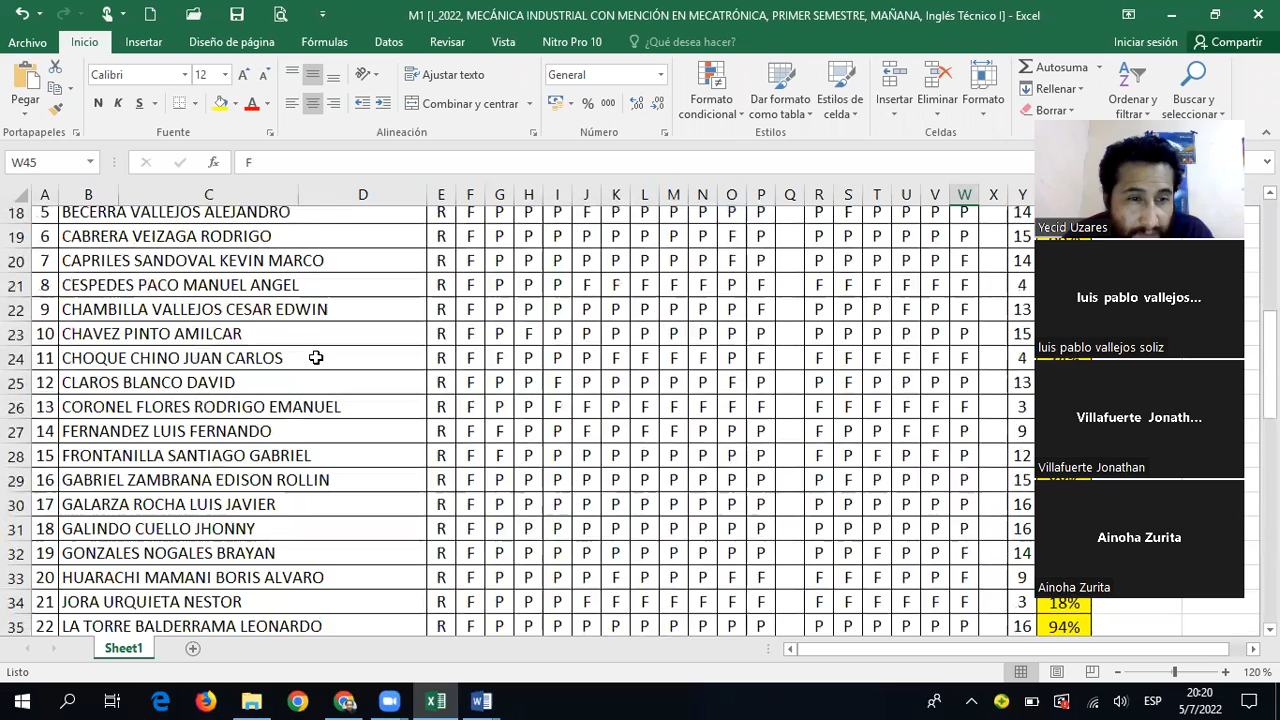 M1 [I_2022, MECÁNICA INDUSTRIAL CON MENCIÓN EN MECATRÓNICA, PRIMER SEMESTRE, MAÑANA, Inglés Técnico I] - Excel
Archivo Inicio Insertar Diseño de página Fórmulas Datos Revisar Vista Nitro Pro 10 ¿Qué desea hacer? Iniciar sesión Compartir
Calibri 12 Ajustar texto General Autosuma
Pegar N K S Combinar y centrar % 000 Formato condicional Dar formato como tabla Estilos de celda Insertar Eliminar Formato Rellenar Ordenar y filtrar Buscar y seleccionar
Borrar
Portapapeles Fuente Alineación Número Estilos Celdas
W45 F
A B C D E F G H I J K L M N O P Q R S T U V W X Y
18 5 BECERRA VALLEJOS ALEJANDRO R F P P P F P P P P P P P F P P P P 14
19 6 CABRERA VEIZAGA RODRIGO R F P P P P P P P P F P P P P P P P 15
20 7 CAPRILES SANDOVAL KEVIN MARCO R F P P P P P P P P F P P P P P P F 14
21 8 CESPEDES PACO MANUEL ANGEL R F P P P F F F P F F F F F F F F F 4
22 9 CHAMBILLA VALLEJOS CESAR EDWIN R F P P P P P P P P P F P P P F P F 13
23 10 CHAVEZ PINTO AMILCAR R F P F P P P P P P P P P P P P P P 15
24 11 CHOQUE CHINO JUAN CARLOS R F F P P P F F P F P F F F F F F F 4
25 12 CLAROS BLANCO DAVID R F P P F P P P P P F P P F P P P P 13
26 13 CORONEL FLORES RODRIGO EMANUEL R F P P F P F F P F F F F F F F F F 3
27 14 FERNANDEZ LUIS FERNANDO R F F P P F F P P P P P F P P F F P 9
28 15 FRONTANILLA SANTIAGO GABRIEL R F F P P P P P P P P P F P P F F P 12
29 16 GABRIEL ZAMBRANA EDISON ROLLIN R F P P P P P P P P P P P F P P P P 15
30 17 GALARZA ROCHA LUIS JAVIER R F P P P P P P P P P P P P P P P P 16
31 18 GALINDO CUELLO JHONNY R F P P P P P P P P P P P P P P P P 16
32 19 GONZALES NOGALES BRAYAN R F P P P P P P P P P P P P F P P F 14
33 20 HUARACHI MAMANI BORIS ALVARO R F P P P P F P P P F F F P F P P F 9
34 21 JORA URQUIETA NESTOR R F P P P F F F F F F F F F F F F F 3 18%
35 22 LA TORRE BALDERRAMA LEONARDO R F P P P P P P P P P P P P P P P P 16 94%
Yecid Uzares
luis pablo vallejos...
luis pablo vallejos soliz
Villafuerte Jonath...
Villafuerte Jonathan
Ainoha Zurita
Ainoha Zurita
Sheet1
Listo 120 %
ESP 20:20
5/7/2022